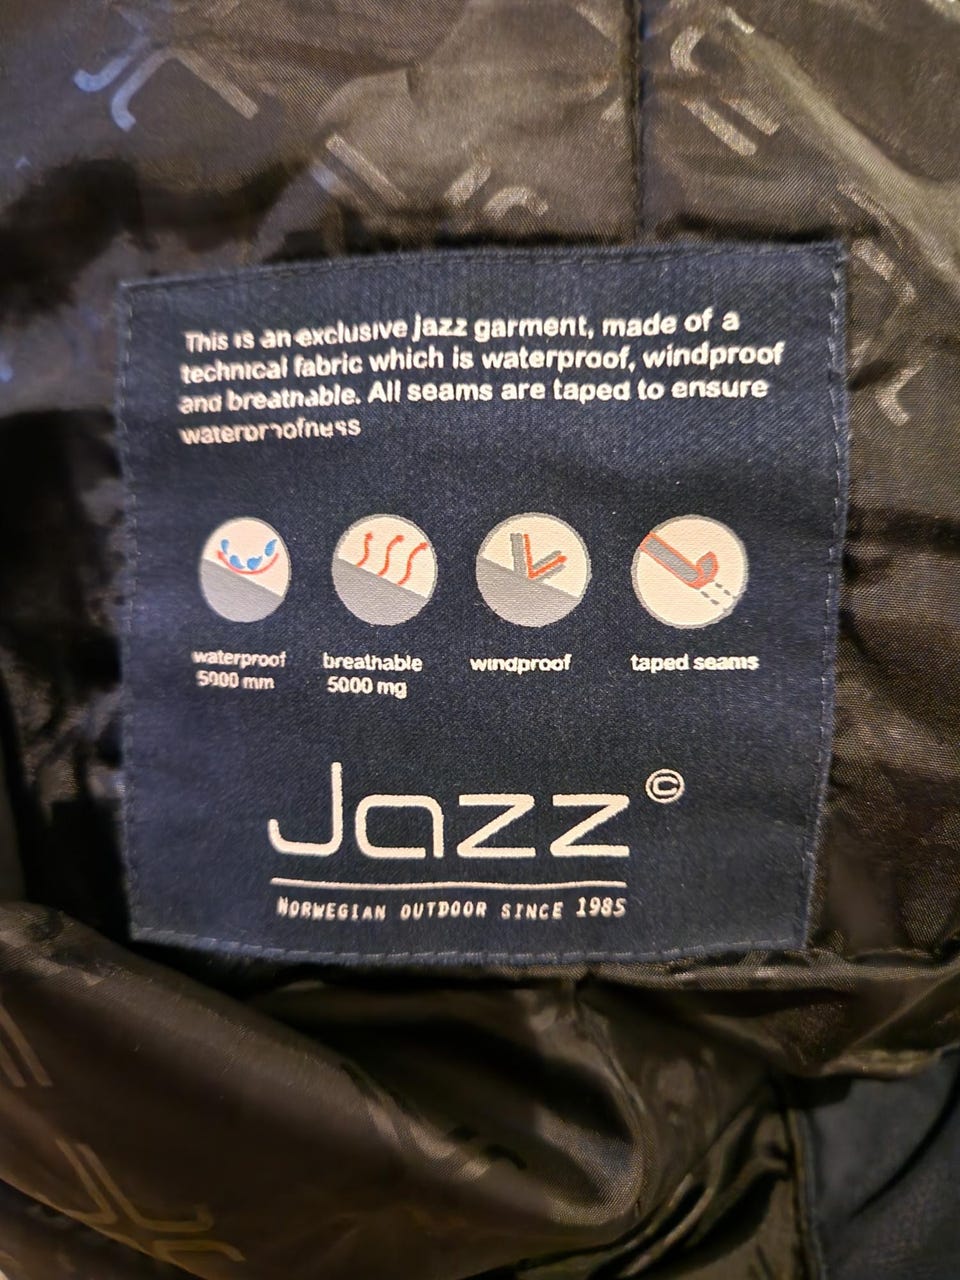 This is an exclusive jazz garment, made of a
technical fabric which is waterproof, windproof
and breathable. All seams are taped to ensure
waterproofness
waterproof
5000 mm
breathable
5000 mg
windproof
taped seams
Jazz©
NORWEGIAN OUTDOOR SINCE 1985